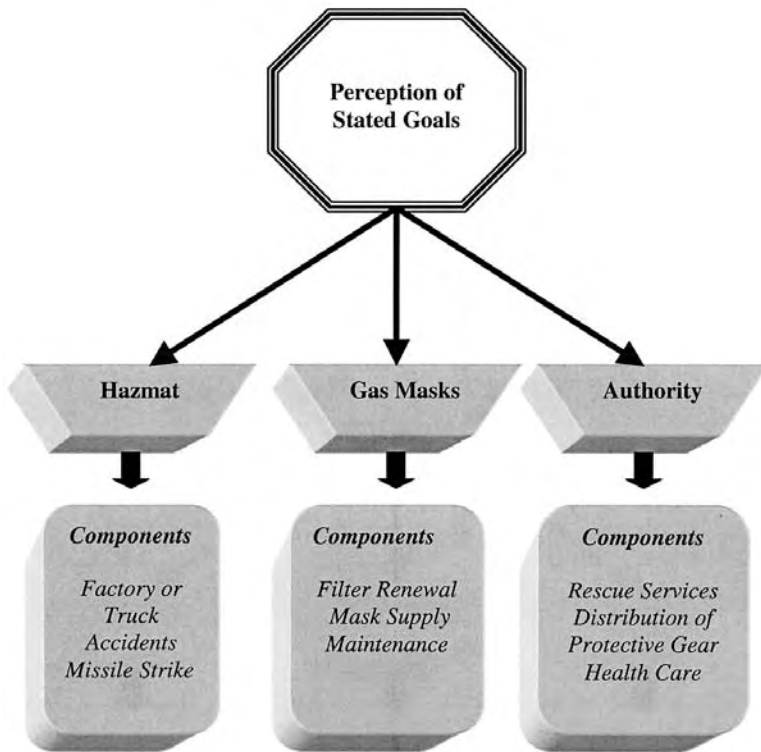 Perception of
Stated Goals
Hazmat
Gas Masks
Authority
Components
Factory or
Truck
Accidents
Missile Strike
Components
Filter Renewal
Mask Supply
Maintenance
Components
Rescue Services
Distribution of
Protective Gear
Health Care